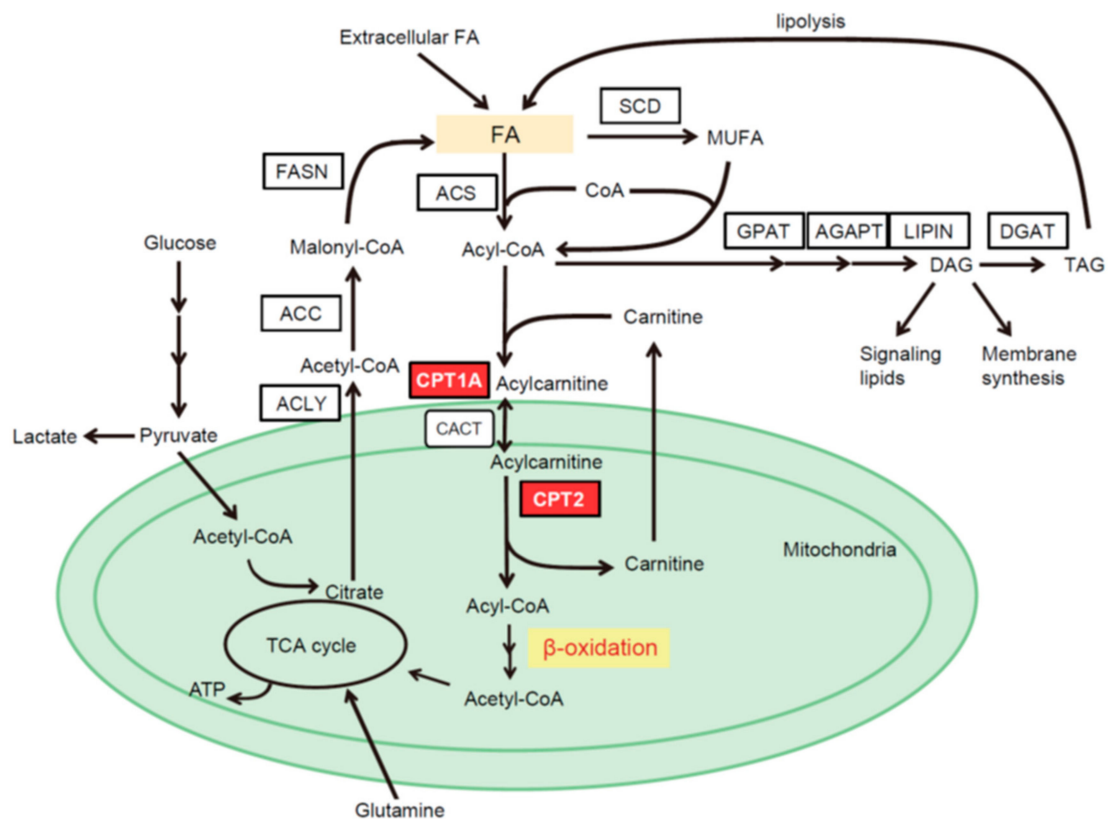 lipolysis
Extracellular FA
SCD
FA
MUFA
FASN
ACS
CoA
GPAT
AGAPT
LIPIN
DGAT
Glucose
Malonyl-CoA
Acyl-CoA
DAG
TAG
ACC
Carnitine
Signaling
lipids
Membrane
synthesis
Acetyl-CoA
CPT1A
Acylcarnitine
ACLY
CACT
Lactate
Pyruvate
Acylcarnitine
CPT2
Acetyl-CoA
Mitochondria
Carnitine
Citrate
Acyl-CoA
TCA cycle
β-oxidation
ATP
Acetyl-CoA
Glutamine